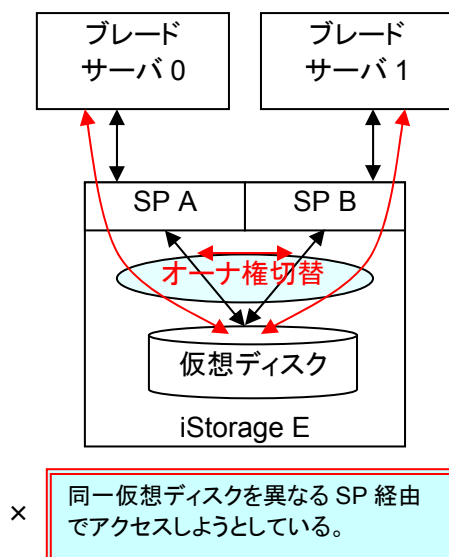 ブレード
サーバ 0
ブレード
サーバ 1
SP A
SP B
オーナ権切替
仮想ディスク
iStorage E
×
同一仮想ディスクを異なる SP 経由
でアクセスしようとしている。